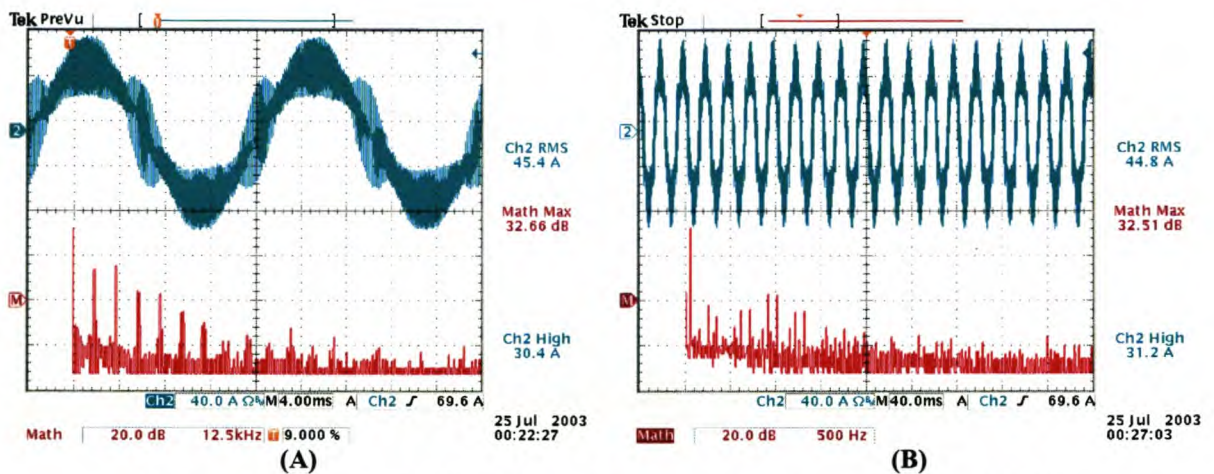 Tek PreVu
T
T
2
Ch2 RMS
45.4 A
Math Max
32.66 dB
M
Ch2 High
30.4 A
Ch2 40.0 A Ω M 4.00ms A Ch2 69.6 A
25 Jul 2003
00:22:27
Math 20.0 dB 12.5kHz T 9.000 %
(A)
Tek Stop
2
Ch2 RMS
44.8 A
Math Max
32.51 dB
M
Ch2 High
31.2 A
Ch2 40.0 A Ω M 40.0ms A Ch2 69.6 A
25 Jul 2003
00:27:03
Math 20.0 dB 500 Hz
(B)